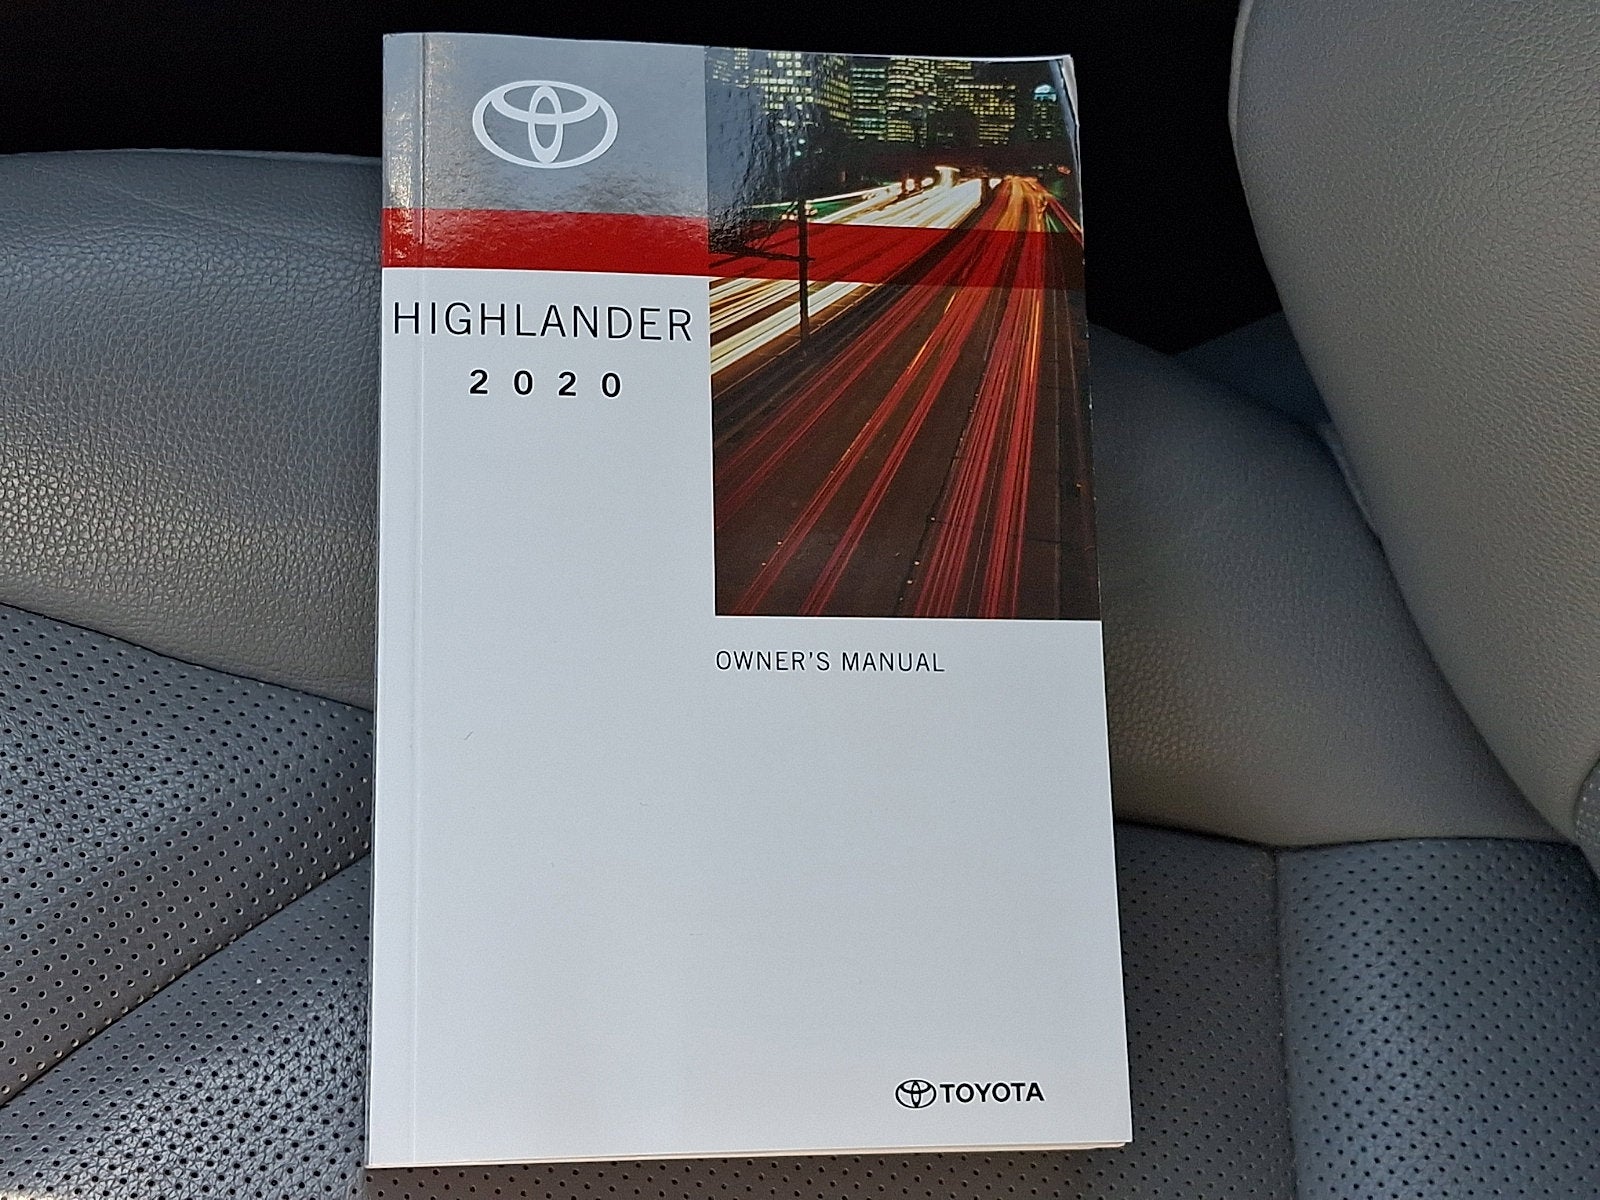 HIGHLANDER
2020
OWNER'S MANUAL
TOYOTA